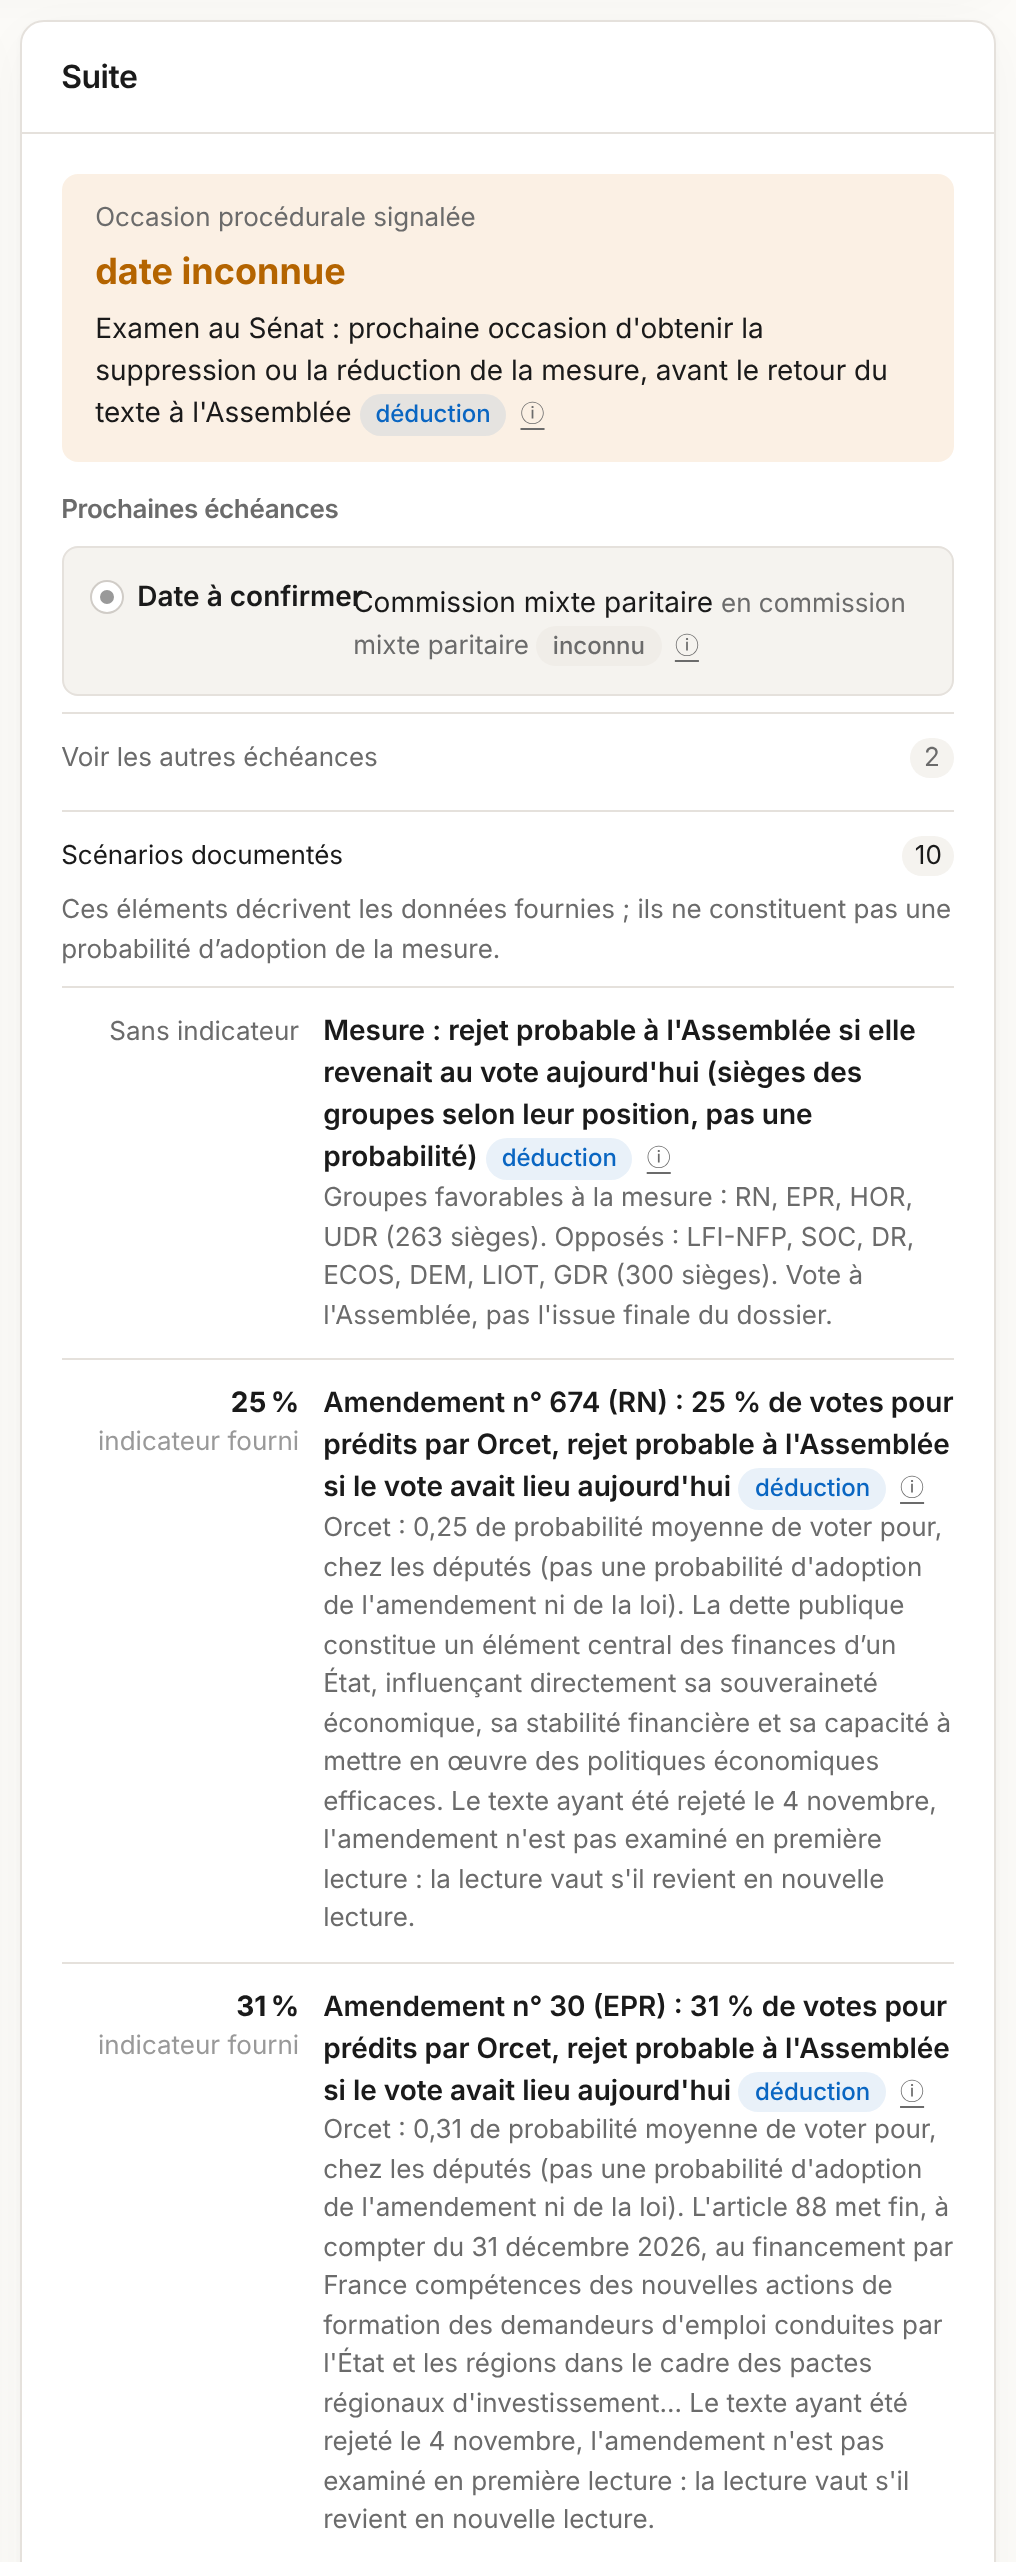 Suite
Occasion procédurale signalée
date inconnue
Examen au Sénat : prochaine occasion d'obtenir la
suppression ou la réduction de la mesure, avant le retour du
texte à l'Assemblée déduction ⓘ
Prochaines échéances
Date à confirmer
Commission mixte paritaire en commission
mixte paritaire inconnu ⓘ
Voir les autres échéances 2
Scénarios documentés 10
Ces éléments décrivent les données fournies ; ils ne constituent pas une
probabilité d’adoption de la mesure.
Sans indicateur
Mesure : rejet probable à l'Assemblée si elle
revenait au vote aujourd'hui (sièges des
groupes selon leur position, pas une
probabilité) déduction ⓘ
Groupes favorables à la mesure : RN, EPR, HOR,
UDR (263 sièges). Opposés : LFI-NFP, SOC, DR,
ECOS, DEM, LIOT, GDR (300 sièges). Vote à
l'Assemblée, pas l'issue finale du dossier.
25 %
indicateur fourni
Amendement n° 674 (RN) : 25 % de votes pour
prédits par Orcet, rejet probable à l'Assemblée
si le vote avait lieu aujourd'hui déduction ⓘ
Orcet : 0,25 de probabilité moyenne de voter pour,
chez les députés (pas une probabilité d'adoption
de l'amendement ni de la loi). La dette publique
constitue un élément central des finances d’un
État, influençant directement sa souveraineté
économique, sa stabilité financière et sa capacité à
mettre en œuvre des politiques économiques
efficaces. Le texte ayant été rejeté le 4 novembre,
l'amendement n'est pas examiné en première
lecture : la lecture vaut s'il revient en nouvelle
lecture.
31 %
indicateur fourni
Amendement n° 30 (EPR) : 31 % de votes pour
prédits par Orcet, rejet probable à l'Assemblée
si le vote avait lieu aujourd'hui déduction ⓘ
Orcet : 0,31 de probabilité moyenne de voter pour,
chez les députés (pas une probabilité d'adoption
de l'amendement ni de la loi). L'article 88 met fin, à
compter du 31 décembre 2026, au financement par
France compétences des nouvelles actions de
formation des demandeurs d'emploi conduites par
l'État et les régions dans le cadre des pactes
régionaux d'investissement... Le texte ayant été
rejeté le 4 novembre, l'amendement n'est pas
examiné en première lecture : la lecture vaut s'il
revient en nouvelle lecture.